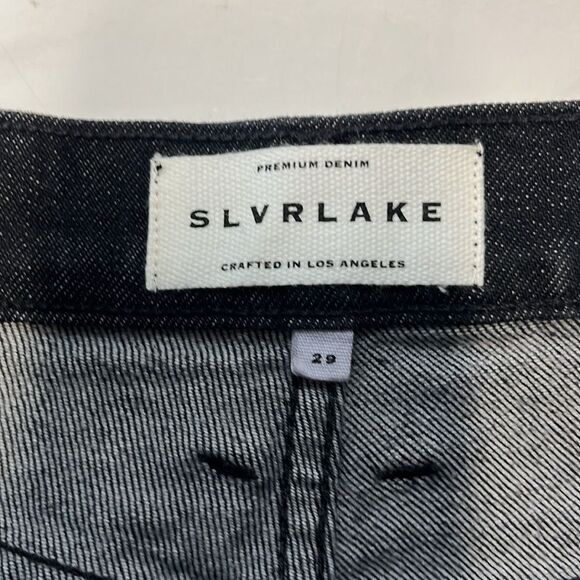 PREMIUM DENIM
SLVRLAKE
CRAFTED IN LOS ANGELES
29